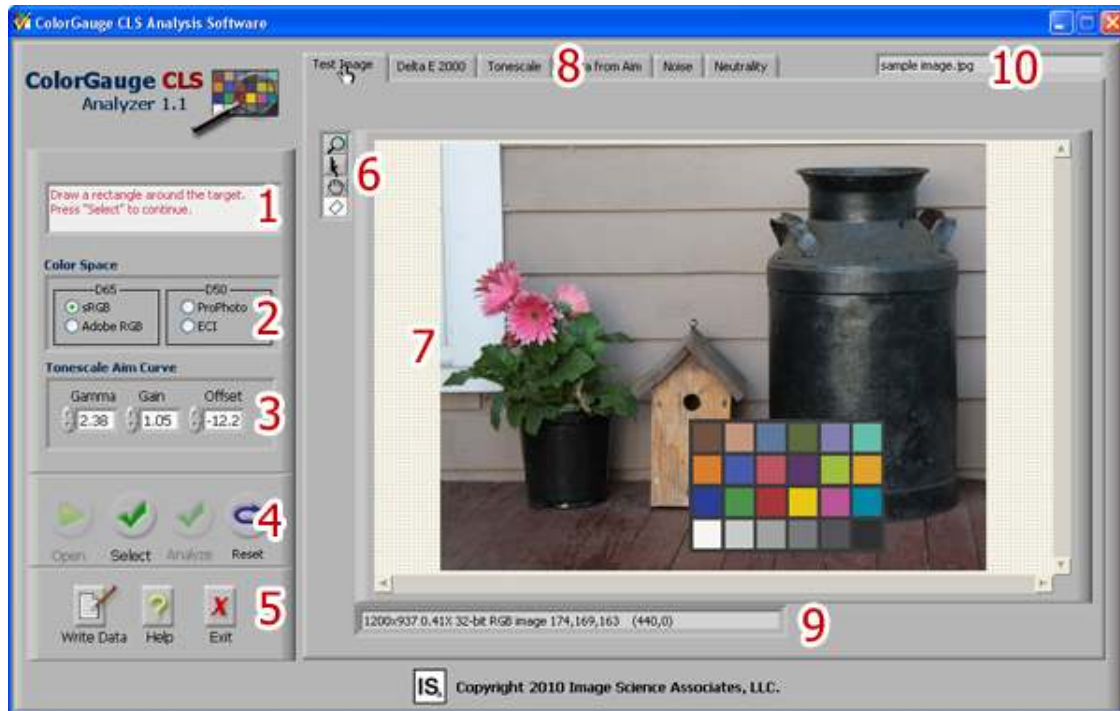 ColorGauge CLS Analysis Software
ColorGauge CLS
Analyzer 1.1
Test Image
Delta E 2000
Tonescale
8
from Aim
Noise
Neutrality
sample image.jpg
10
6
Draw a rectangle around the target.
Press "Select" to continue.
1
Color Space
D65
D50
sRGB
ProPhoto
Adobe RGB
ECI
2
7
Tonescale Aim Curve
Gamma
Gain
Offset
2.38
1.05
-12.2
3
4
Open
Select
Analyze
Reset
5
Write Data
Help
Exit
1200x937 0.41X 32-bit RGB image 174,169,163 (440,0)
9
IS
Copyright 2010 Image Science Associates, LLC.